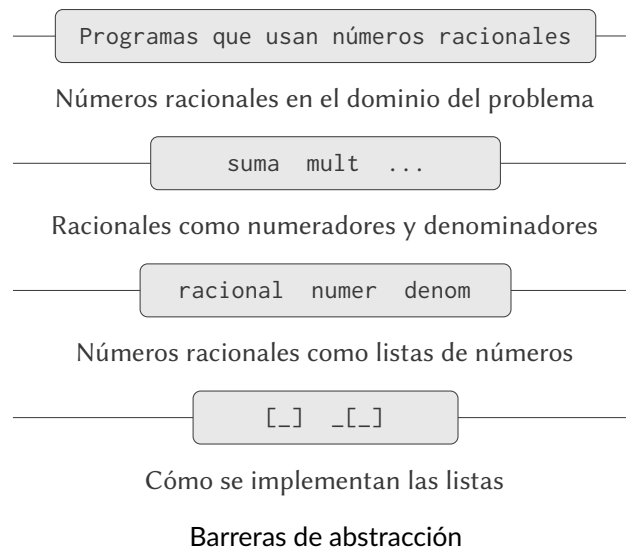 Programas que usan números racionales
Números racionales en el dominio del problema
suma mult ...
Racionales como numeradores y denominadores
racional numer denom
Números racionales como listas de números
[_] _[_]
Cómo se implementan las listas
Barreras de abstracción